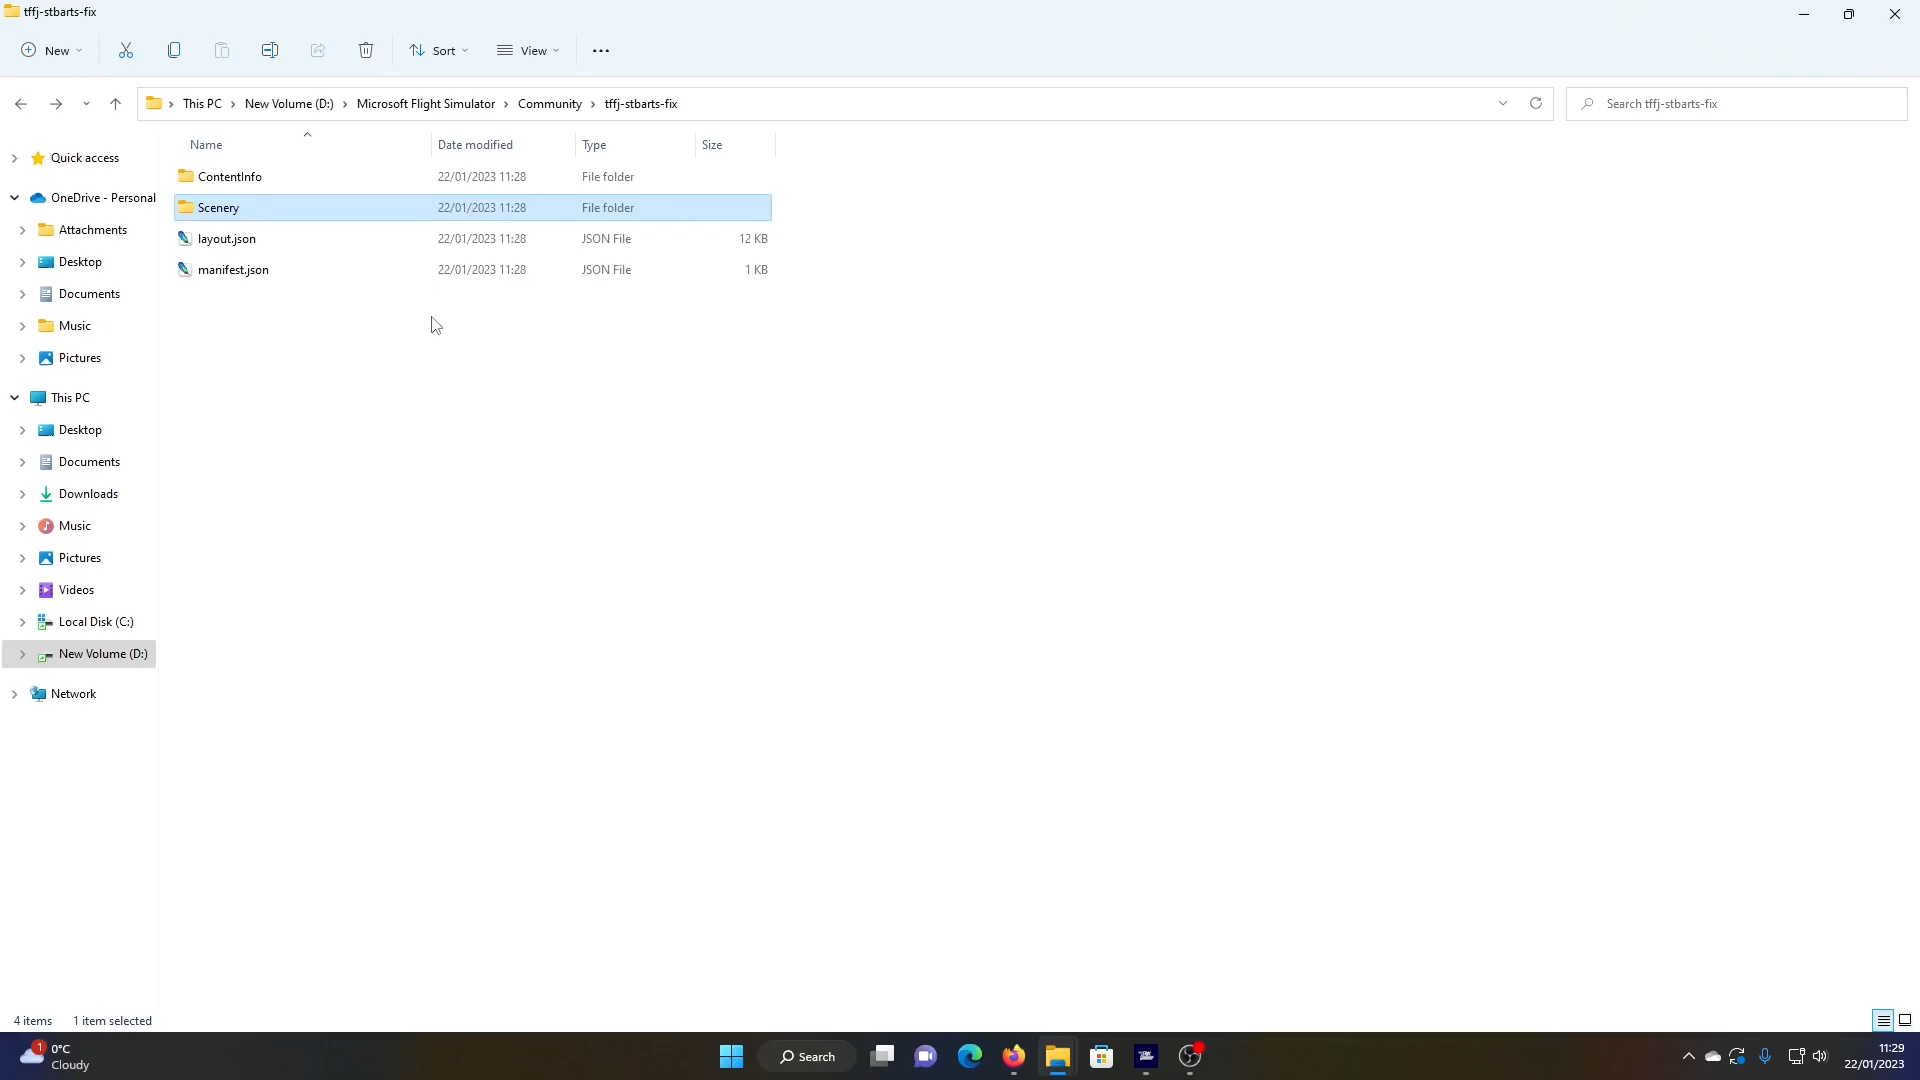 tffj-stbarts-fix
New
Sort
View
This PC
New Volume (D:)
Microsoft Flight Simulator
Community
tffj-stbarts-fix
Search tffj-stbarts-fix
Name
Date modified
Type
Size
ContentInfo
22/01/2023 11:28
File folder
Scenery
22/01/2023 11:28
File folder
layout.json
22/01/2023 11:28
JSON File
12 KB
manifest.json
22/01/2023 11:28
JSON File
1 KB
Quick access
OneDrive - Personal
Attachments
Desktop
Documents
Music
Pictures
This PC
Desktop
Documents
Downloads
Music
Pictures
Videos
Local Disk (C:)
New Volume (D:)
Network
4 items
1 item selected
1
0°C
Cloudy
Search
11:29
22/01/2023